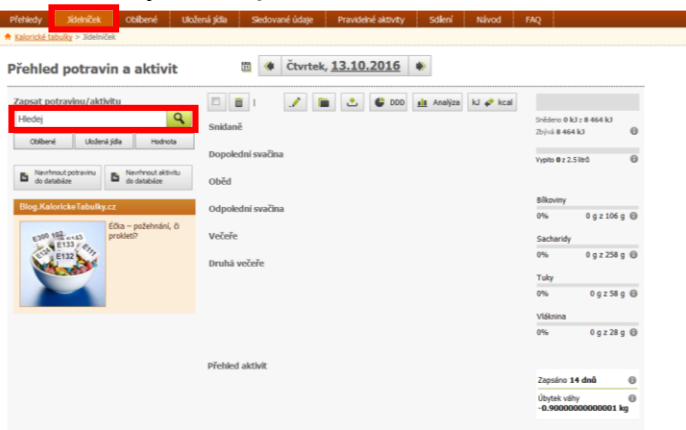 Přehledy Jídelníček Oblíbené Uložená jídla Sledované údaje Pravidelné aktivity Sdílení Návod FAQ
Kalorické tabulky > Jídelníček
Přehled potravin a aktivit
Čtvrtek, 13.10.2016
Zapsat potravinu/aktivitu
Hledej
Oblíbené Uložená jídla Hodnota
Navrhnout potravinu do databáze
Navrhnout aktivitu do databáze
Blog.KalorickeTabulky.cz
Éčka – požehnání, či
prokletí?
E300 E133 E132
DDD Analýza kJ kcal
Snídaně
Dopolední svačina
Oběd
Odpolední svačina
Večeře
Druhá večeře
Přehled aktivit
Snědeno 0 kJ z 8 464 kJ
Zbývá 8 464 kJ
Vypito 0 z 2.5 litrů
Bílkoviny
0% 0 g z 106 g
Sacharidy
0% 0 g z 258 g
Tuky
0% 0 g z 58 g
Vláknina
0% 0 g z 28 g
Zapsáno 14 dnů
Úbytek váhy
-0.90000000000001 kg